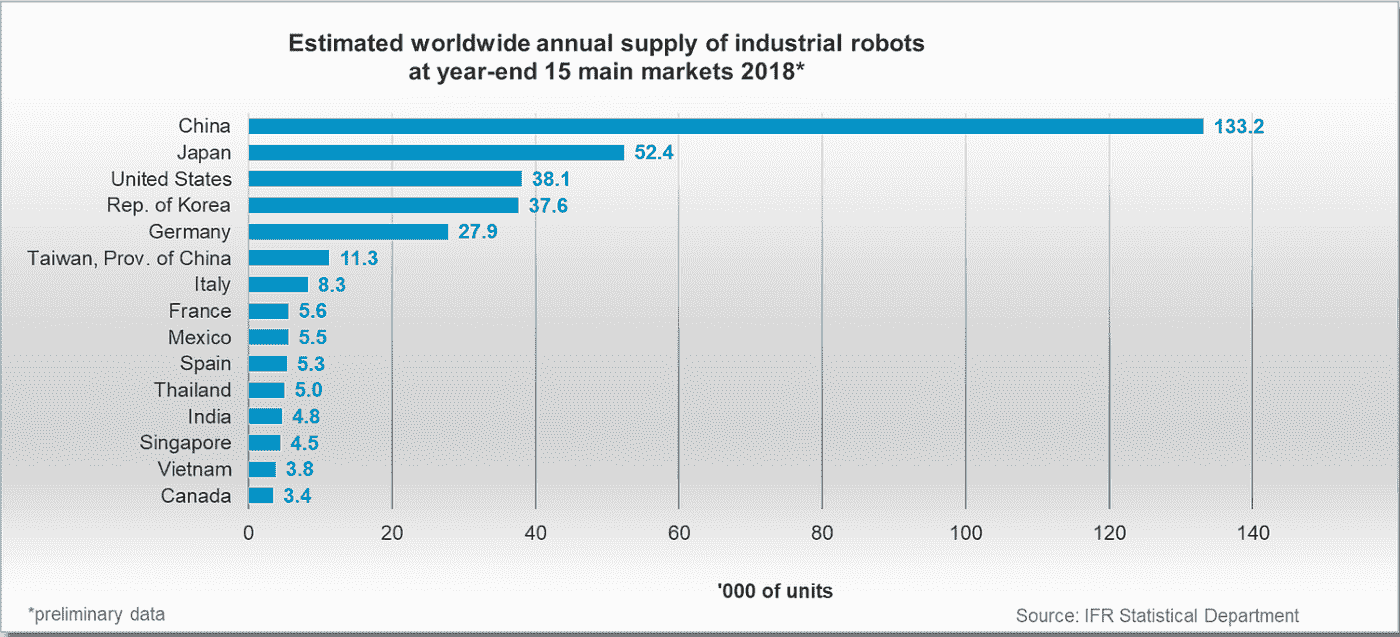 Estimated worldwide annual supply of industrial robots
at year-end 15 main markets 2018*
China 133.2
Japan 52.4
United States 38.1
Rep. of Korea 37.6
Germany 27.9
Taiwan, Prov. of China 11.3
Italy 8.3
France 5.6
Mexico 5.5
Spain 5.3
Thailand 5.0
India 4.8
Singapore 4.5
Vietnam 3.8
Canada 3.4
0 20 40 60 80 100 120 140
'000 of units
*preliminary data
Source: IFR Statistical Department